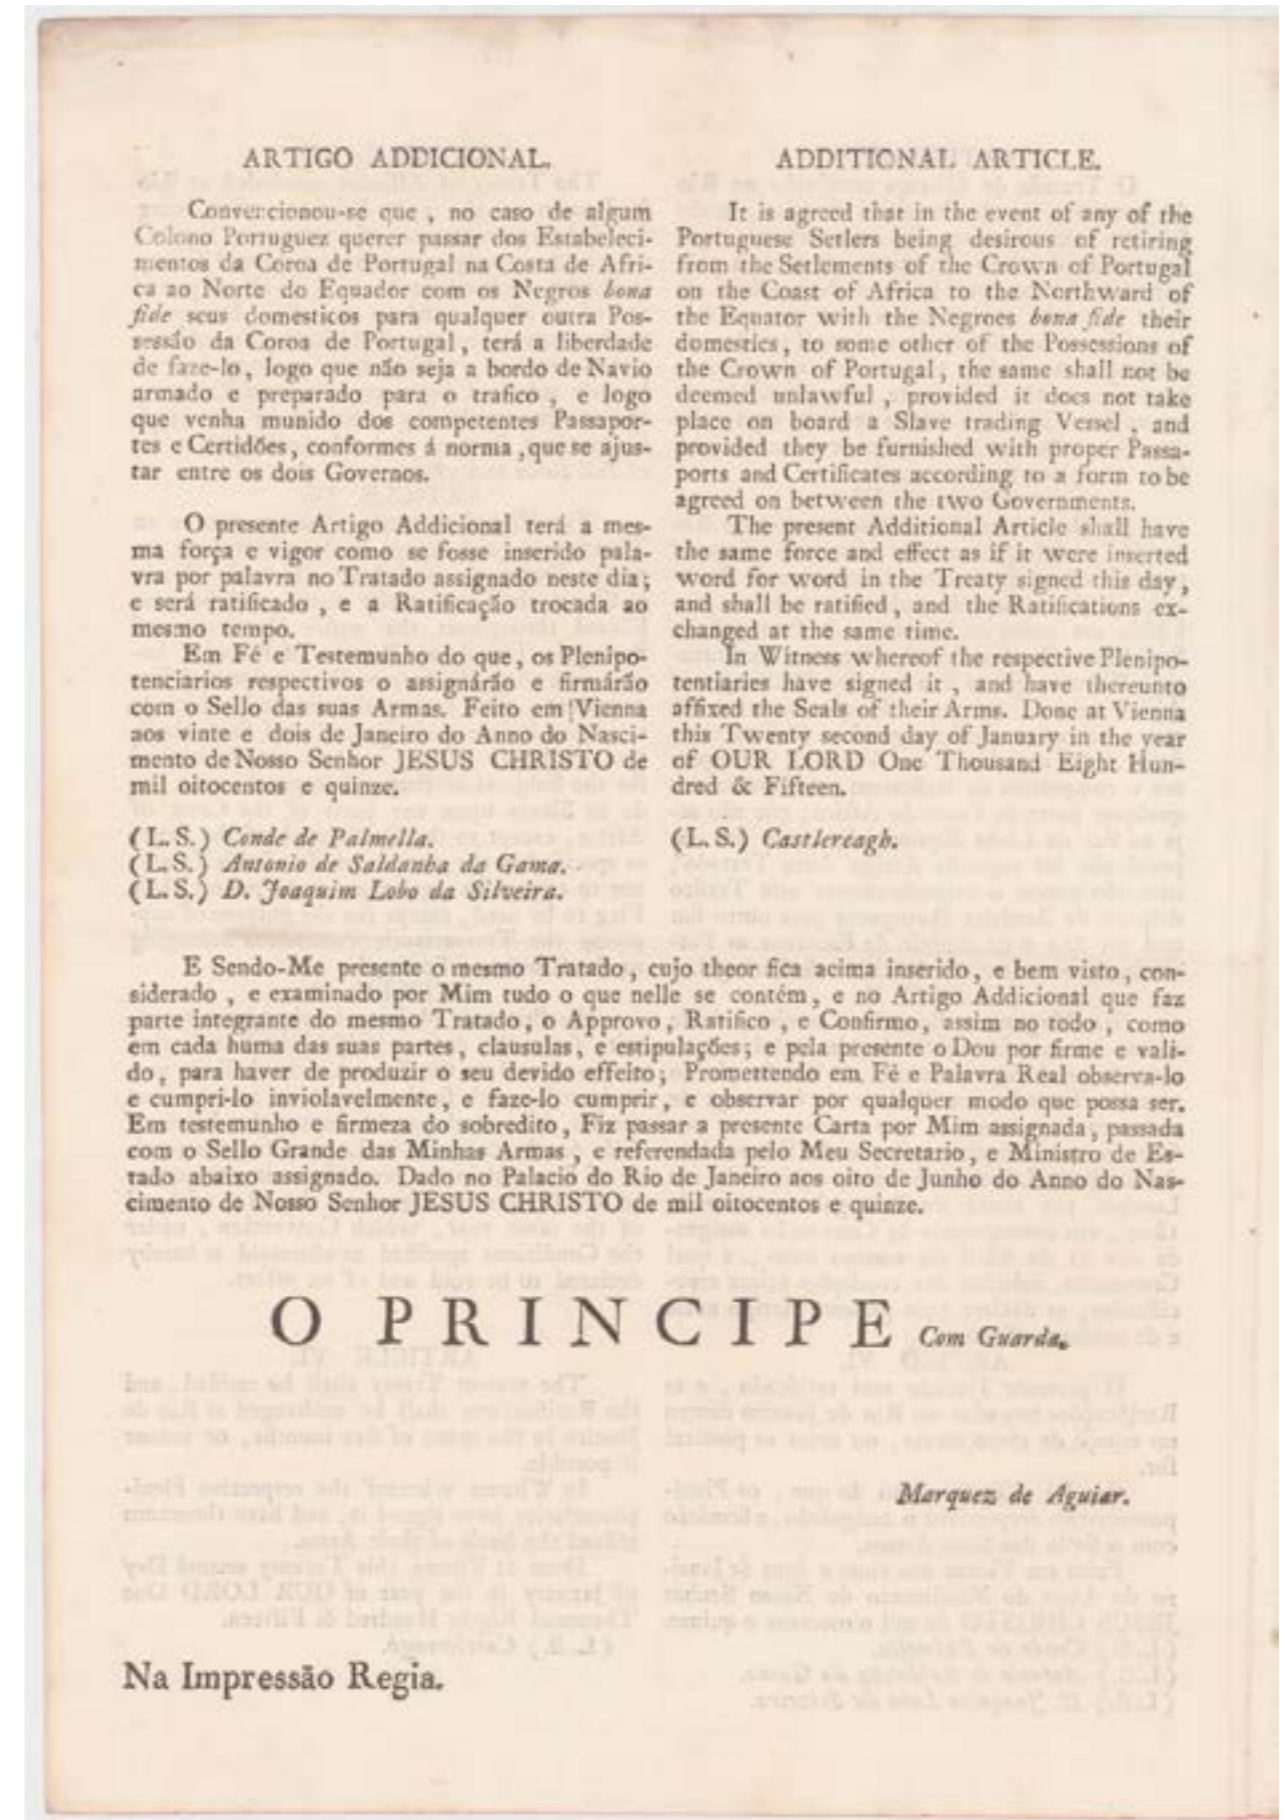 ARTIGO ADDICIONAL.
Convencionou-se que , no caso de algum
Colono Portuguez querer passar dos Estabeleci-
mentos da Coroa de Portugal na Costa de Afri-
ca ao Norte do Equador com os Negros bona
fide seus domesticos para qualquer outra Pos-
sessão da Coroa de Portugal , terá a liberdade
de faze-lo, logo que não seja a bordo de Navio
armado e preparado para o trafico , e logo
que venha munido dos competentes Passapor-
tes e Certidões, conformes á norma , que se ajus-
tar entre os dois Governos.
O presente Artigo Addicional terá a mes-
ma força e vigor como se fosse inserido pala-
vra por palavra no Tratado assignado neste dia;
e será ratificado , e a Ratificação trocada ao
mesmo tempo.
Em Fé e Testemunho do que, os Plenipo-
tenciarios respectivos o assignárão e firmárão
com o Sello das suas Armas. Feito em Vienna
aos vinte e dois de Janeiro do Anno do Nasci-
mento de Nosso Senhor JESUS CHRISTO de
mil oitocentos e quinze.
(L. S.) Conde de Palmella.
(L. S.) Antonio de Saldanha da Gama.
(L. S.) D. Joaquim Lobo da Silveira.
ADDITIONAL ARTICLE.
It is agreed that in the event of any of the
Portuguese Setlers being desirous of retiring
from the Setlements of the Crown of Portugal
on the Coast of Africa to the Northward of
the Equator with the Negroes bona fide their
domestics, to some other of the Possessions of
the Crown of Portugal, the same shall not be
deemed unlawful , provided it does not take
place on board a Slave trading Vessel , and
provided they be furnished with proper Passa-
ports and Certificates according to a form to be
agreed on between the two Governments.
The present Additional Article shall have
the same force and effect as if it were inserted
word for word in the Treaty signed this day,
and shall be ratified, and the Ratifications ex-
changed at the same time.
In Witness whereof the respective Plenipo-
tentiaries have signed it , and have thereunto
affixed the Seals of their Arms. Done at Vienna
this Twenty second day of January in the year
of OUR LORD One Thousand Eight Hun-
dred & Fifteen.
(L. S.) Castlereagh.
E Sendo-Me presente o mesmo Tratado, cujo theor fica acima inserido, e bem visto, con-
siderado , e examinado por Mim tudo o que nelle se contém, e no Artigo Addicional que faz
parte integrante do mesmo Tratado, o Approvo, Ratifico , e Confirmo, assim no todo , como
em cada huma das suas partes, clausulas, e estipulações; e pela presente o Dou por firme e vali-
do, para haver de produzir o seu devido effeito; Promettendo em Fé e Palavra Real observa-lo
e cumpri-lo inviolavelmente, e faze-lo cumprir, e observar por qualquer modo que possa ser.
Em testemunho e firmeza do sobredito, Fiz passar a presente Carta por Mim assignada, passada
com o Sello Grande das Minhas Armas , e referendada pelo Meu Secretario, e Ministro de Es-
tado abaixo assignado. Dado no Palacio do Rio de Janeiro aos oito de Junho do Anno do Nas-
cimento de Nosso Senhor JESUS CHRISTO de mil oitocentos e quinze.
O PRINCIPE Com Guarda.
Marquez de Aguiar.
Na Impressão Regia.